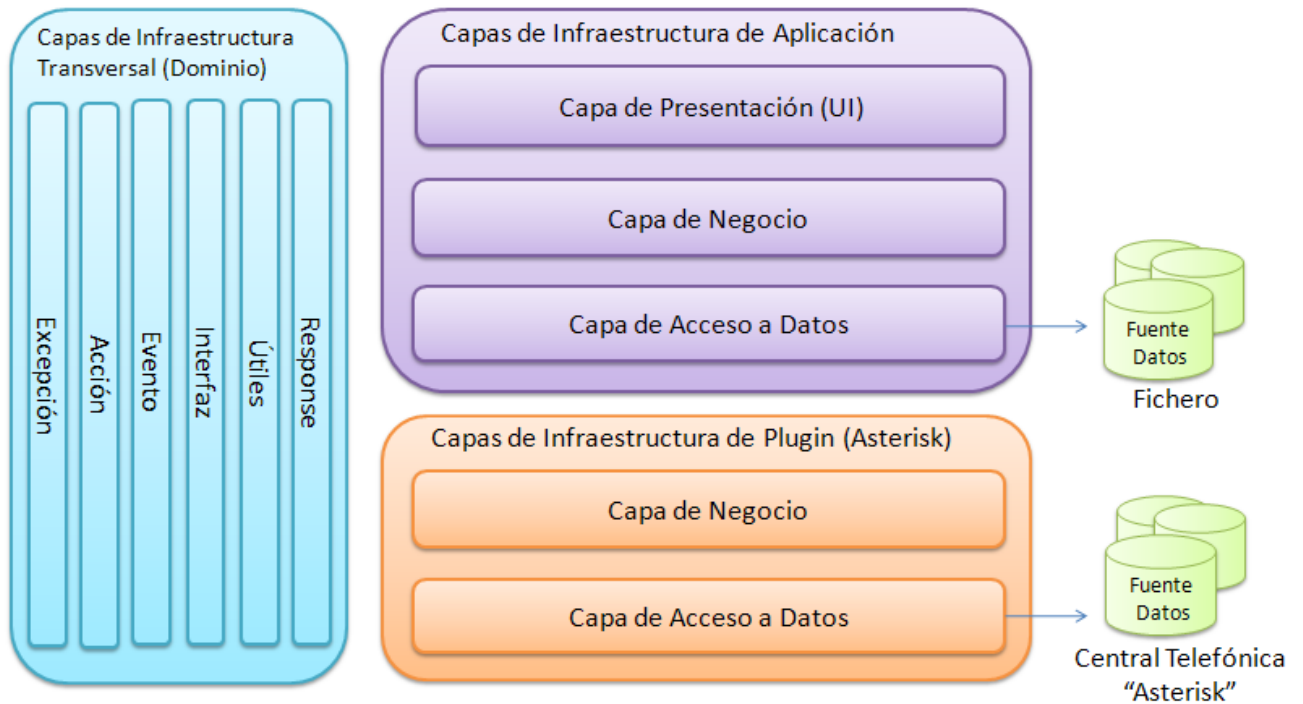 Capas de Infraestructura
Transversal (Dominio)
Excepción
Acción
Evento
Interfaz
Útiles
Response
Capas de Infraestructura de Aplicación
Capa de Presentación (UI)
Capa de Negocio
Capa de Acceso a Datos
Fuente
Datos
Fichero
Capas de Infraestructura de Plugin (Asterisk)
Capa de Negocio
Capa de Acceso a Datos
Fuente
Datos
Central Telefónica
“Asterisk”